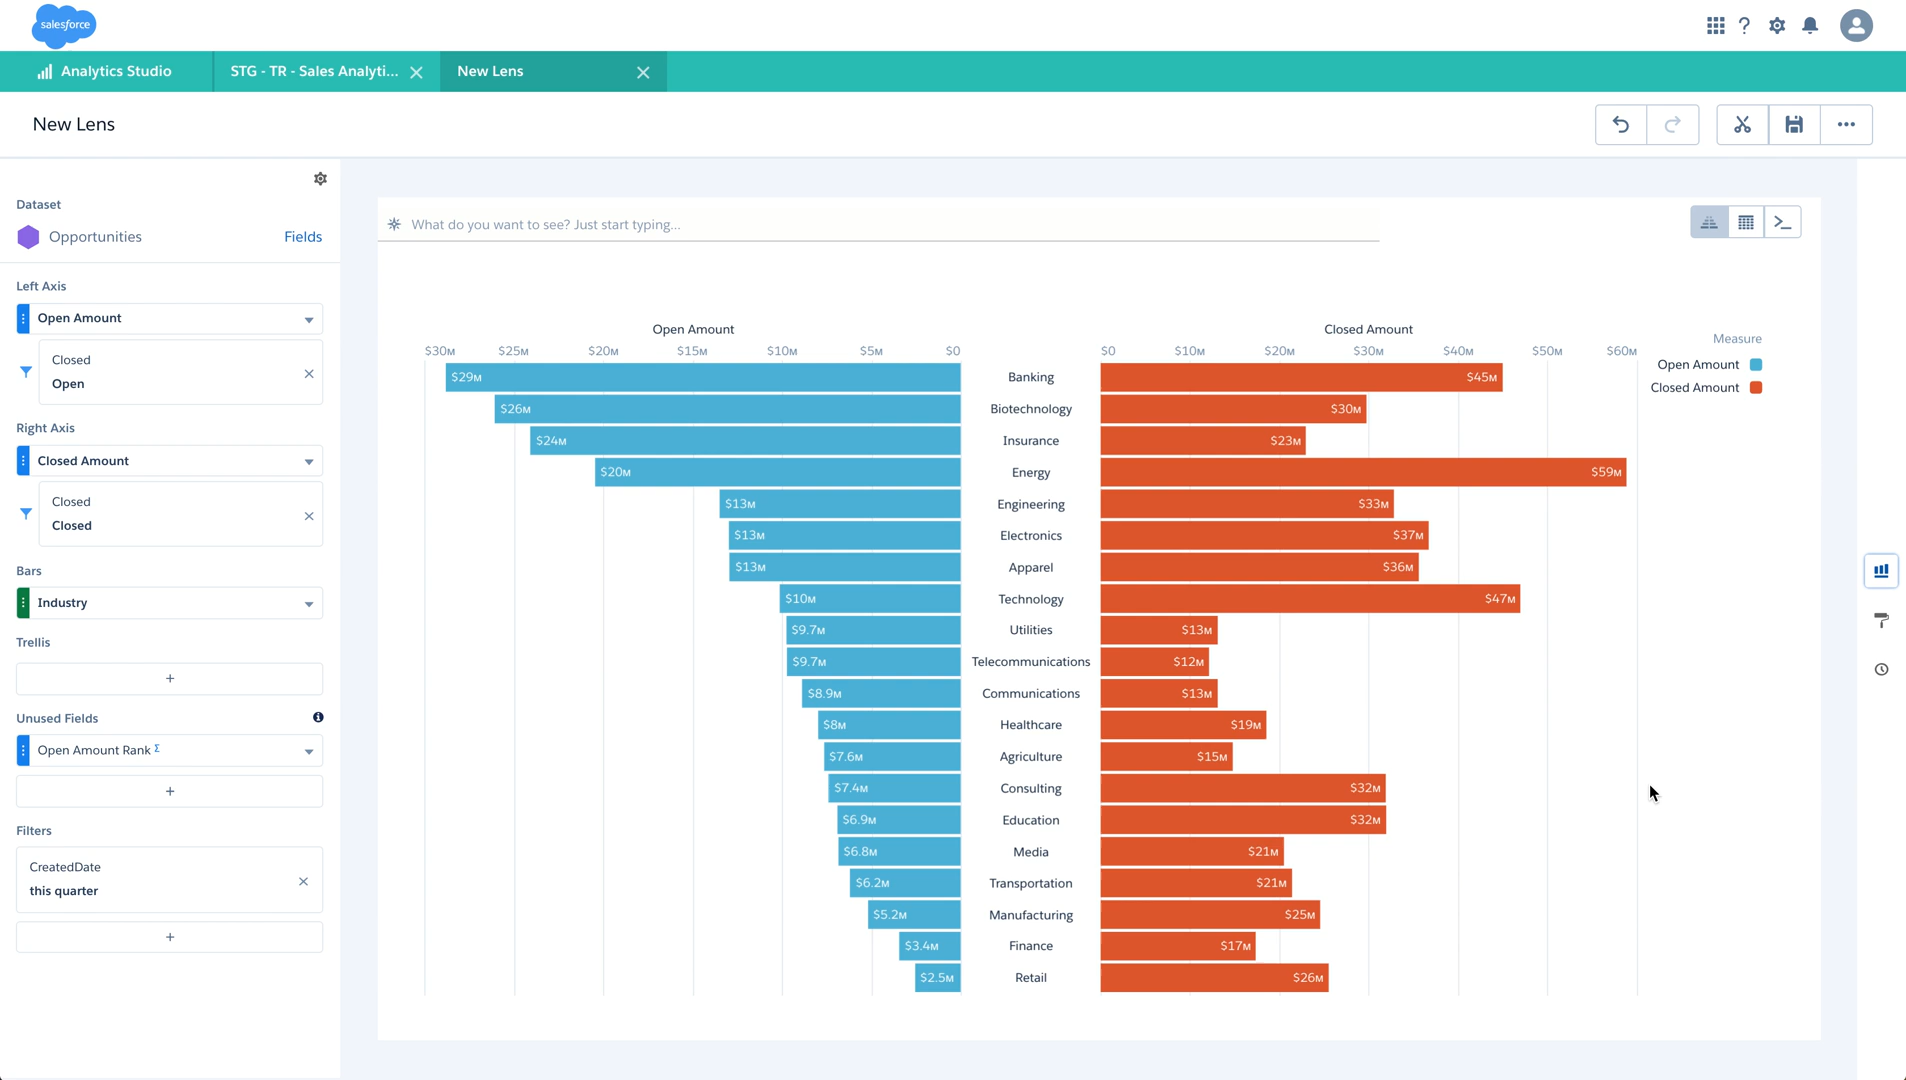 salesforce
?
Analytics Studio
STG - TR - Sales Analyti...
New Lens
New Lens
Dataset
Opportunities
Fields
Left Axis
Open Amount
Closed
Open
Right Axis
Closed Amount
Closed
Closed
Bars
Industry
Trellis
+
Unused Fields
Open Amount Rank Σ
+
Filters
CreatedDate
this quarter
+
What do you want to see? Just start typing...
Open Amount
Closed Amount
$30M $25M $20M $15M $10M $5M $0
$0 $10M $20M $30M $40M $50M $60M
Measure
Open Amount
Closed Amount
$29M Banking $45M
$26M Biotechnology $30M
$24M Insurance $23M
$20M Energy $59M
$13M Engineering $33M
$13M Electronics $37M
$13M Apparel $36M
$10M Technology $47M
$9.7M Utilities $13M
$9.7M Telecommunications $12M
$8.9M Communications $13M
$8M Healthcare $19M
$7.6M Agriculture $15M
$7.4M Consulting $32M
$6.9M Education $32M
$6.8M Media $21M
$6.2M Transportation $21M
$5.2M Manufacturing $25M
$3.4M Finance $17M
$2.5M Retail $26M